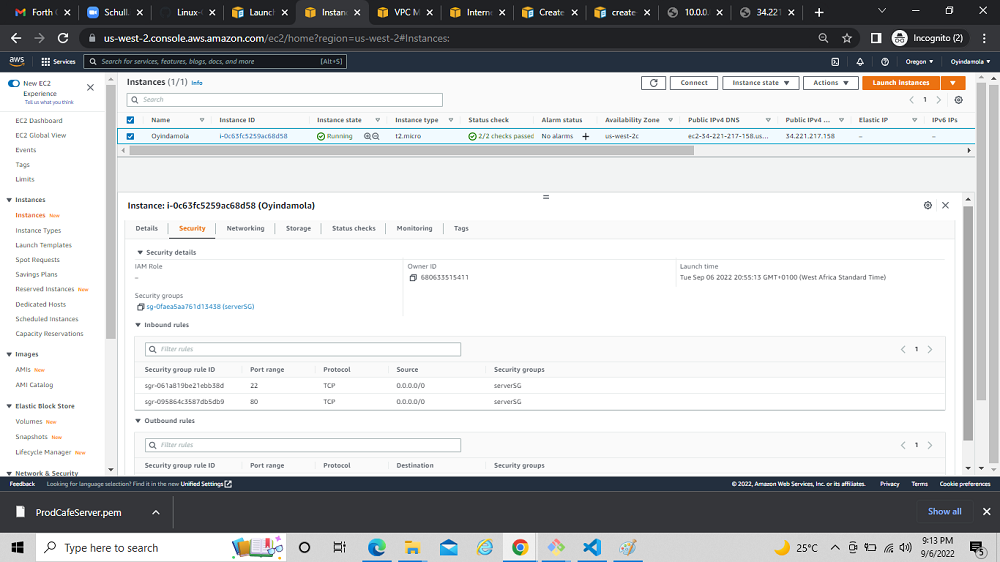 Forth
Schull
Linux-
Launch
Instanc
VPC M
Interne
Create
create-
10.0.0.
34.221
us-west-2.console.aws.amazon.com/ec2/home?region=us-west-2#Instances:
Incognito (2)
aws
Services
Search for services, features, blogs, docs, and more
[Alt+S]
Oregon
Oyindamola
New EC2
Experience
Tell us what you think
EC2 Dashboard
EC2 Global View
Events
Tags
Limits
Instances
Instances New
Instance Types
Launch Templates
Spot Requests
Savings Plans
Reserved Instances New
Dedicated Hosts
Scheduled Instances
Capacity Reservations
Images
AMIs New
AMI Catalog
Elastic Block Store
Volumes New
Snapshots New
Lifecycle Manager New
Network & Security
Instances (1/1) Info
Connect
Instance state
Actions
Launch instances
Search
1
Name Instance ID Instance state Instance type Status check Alarm status Availability Zone Public IPv4 DNS Public IPv4 ... Elastic IP IPv6 IPs
Oyindamola i-0c63fc5259ac68d58 Running t2.micro 2/2 checks passed No alarms + us-west-2c ec2-34-221-217-158.us... 34.221.217.158 – –
Instance: i-0c63fc5259ac68d58 (Oyindamola)
Details Security Networking Storage Status checks Monitoring Tags
Security details
IAM Role Owner ID Launch time
– 680633515411 Tue Sep 06 2022 20:55:13 GMT+0100 (West Africa Standard Time)
Security groups
sg-0faea5aa761d13438 (serverSG)
Inbound rules
Filter rules
1
Security group rule ID Port range Protocol Source Security groups
sgr-061a819be21ebb38d 22 TCP 0.0.0.0/0 serverSG
sgr-095864c3587db5db9 80 TCP 0.0.0.0/0 serverSG
Outbound rules
Filter rules
1
Security group rule ID Port range Protocol Destination Security groups
Feedback Looking for language selection? Find it in the new Unified Settings
© 2022, Amazon Web Services, Inc. or its affiliates. Privacy Terms Cookie preferences
ProdCafeServer.pem
Show all
Type here to search
25°C
9:13 PM
9/6/2022
5